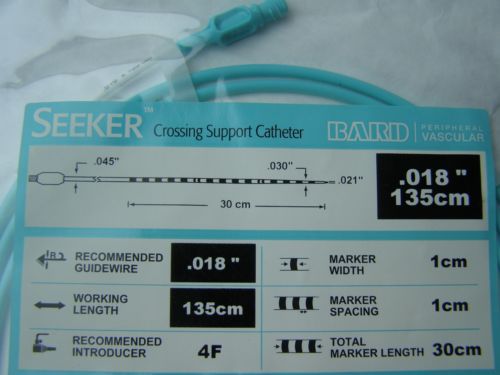 SEEKER™ Crossing Support Catheter BARD PERIPHERAL VASCULAR
.045" .030" .021"
30 cm
.018"
135cm
RECOMMENDED GUIDEWIRE .018"
MARKER WIDTH 1cm
WORKING LENGTH 135cm
MARKER SPACING 1cm
RECOMMENDED INTRODUCER 4F
TOTAL MARKER LENGTH 30cm